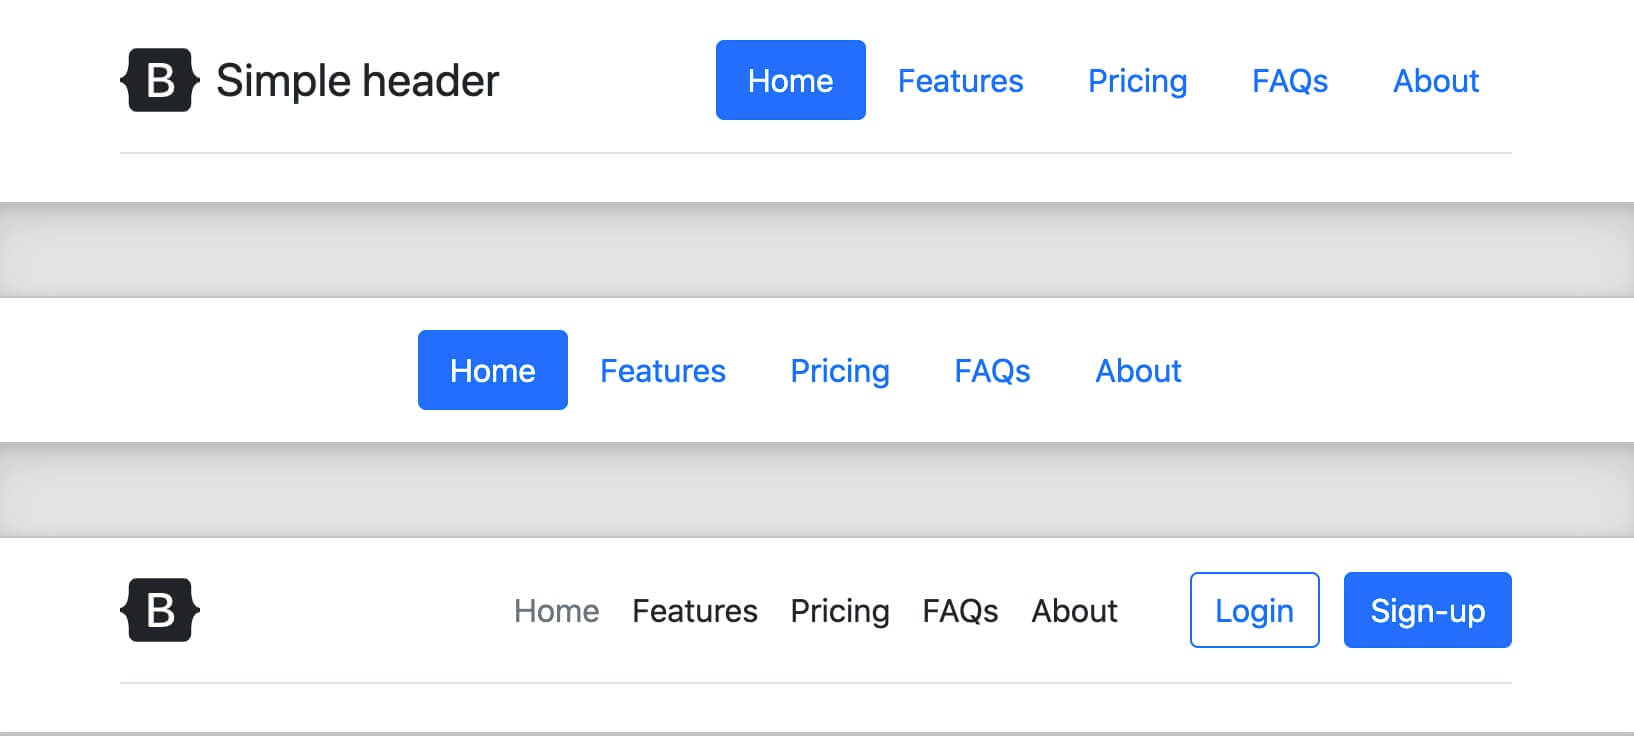 B Simple header Home Features Pricing FAQs About
Home Features Pricing FAQs About
B Home Features Pricing FAQs About Login Sign-up